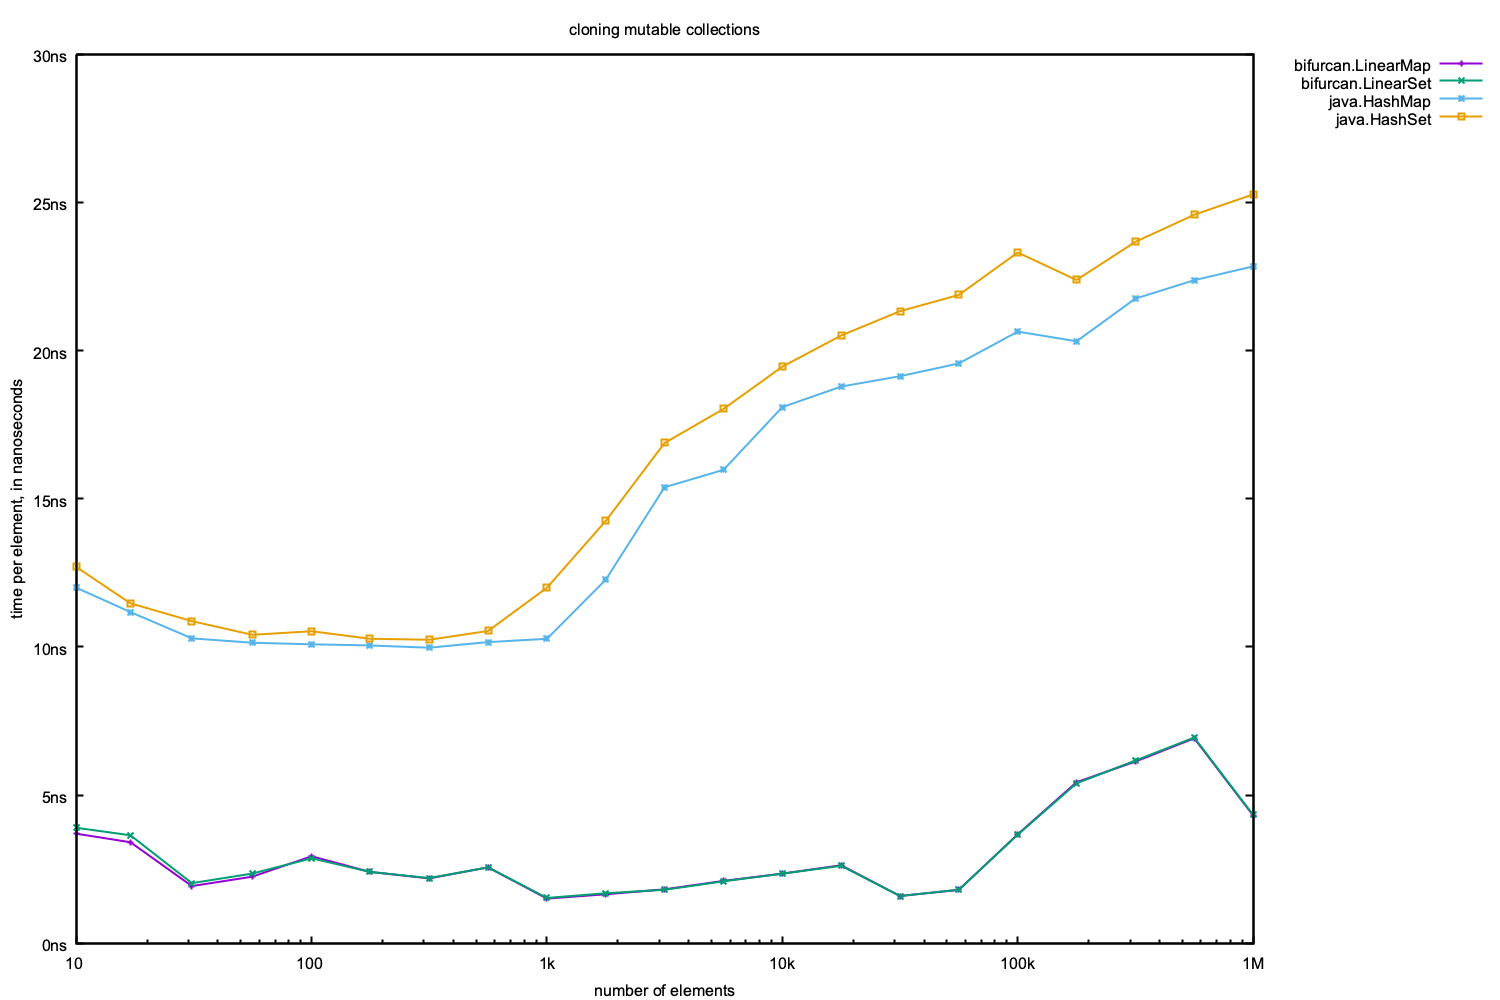 cloning mutable collections
30ns
25ns
20ns
15ns
10ns
5ns
0ns
time per element, in nanoseconds
10 100 1k 10k 100k 1M
number of elements
bifurcan.LinearMap
bifurcan.LinearSet
java.HashMap
java.HashSet